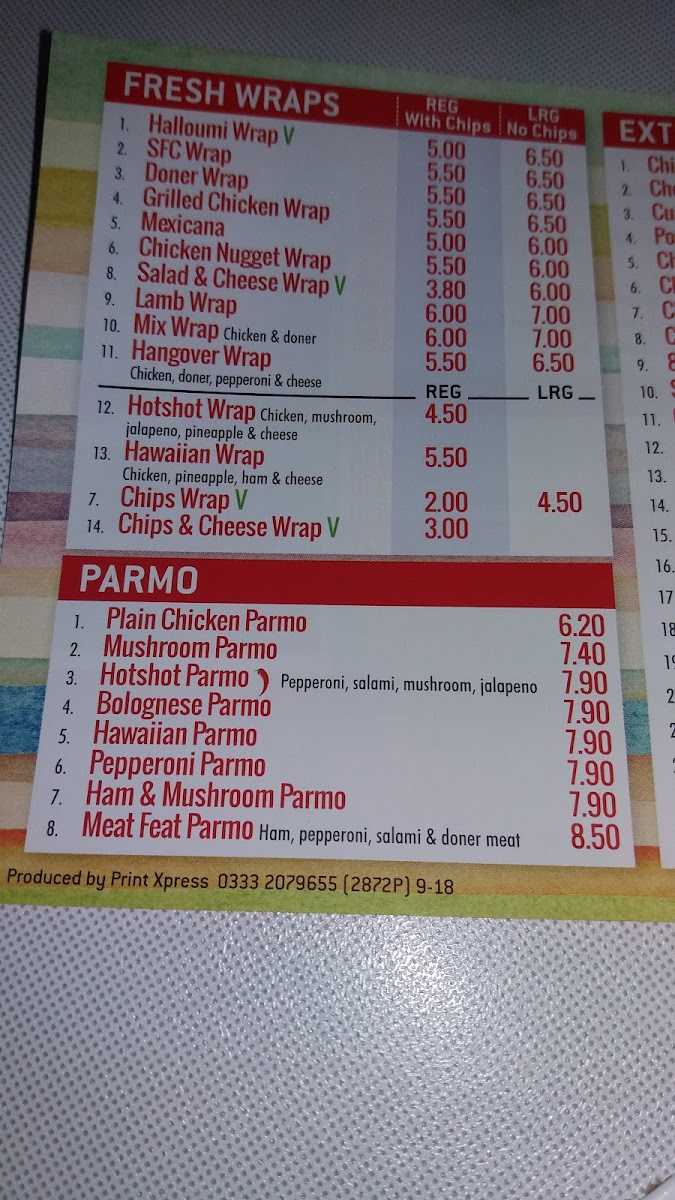 FRESH WRAPS REG With Chips LRG No Chips
1. Halloumi Wrap V 5.00 6.50
2. SFC Wrap 5.50 6.50
3. Doner Wrap 5.50 6.50
4. Grilled Chicken Wrap 5.50 6.50
5. Mexicana 5.00 6.00
6. Chicken Nugget Wrap 5.50 6.00
8. Salad & Cheese Wrap V 3.80 6.00
9. Lamb Wrap 6.00 7.00
10. Mix Wrap Chicken & doner 6.00 7.00
11. Hangover Wrap 5.50 6.50
Chicken, doner, pepperoni & cheese
REG LRG
12. Hotshot Wrap Chicken, mushroom, 4.50
jalapeno, pineapple & cheese
13. Hawaiian Wrap 5.50
Chicken, pineapple, ham & cheese
7. Chips Wrap V 2.00 4.50
14. Chips & Cheese Wrap V 3.00
PARMO
1. Plain Chicken Parmo 6.20
2. Mushroom Parmo 7.40
3. Hotshot Parmo Pepperoni, salami, mushroom, jalapeno 7.90
4. Bolognese Parmo 7.90
5. Hawaiian Parmo 7.90
6. Pepperoni Parmo 7.90
7. Ham & Mushroom Parmo 7.90
8. Meat Feat Parmo Ham, pepperoni, salami & doner meat 8.50
Produced by Print Xpress 0333 2079655 (2872P) 9-18
EXT
1. Chi
2. Che
3. Cu
4. Po
5. Ch
6. Ch
7. C
8. C
9.
10.
11.
12.
13.
14.
15.
16.
17
18